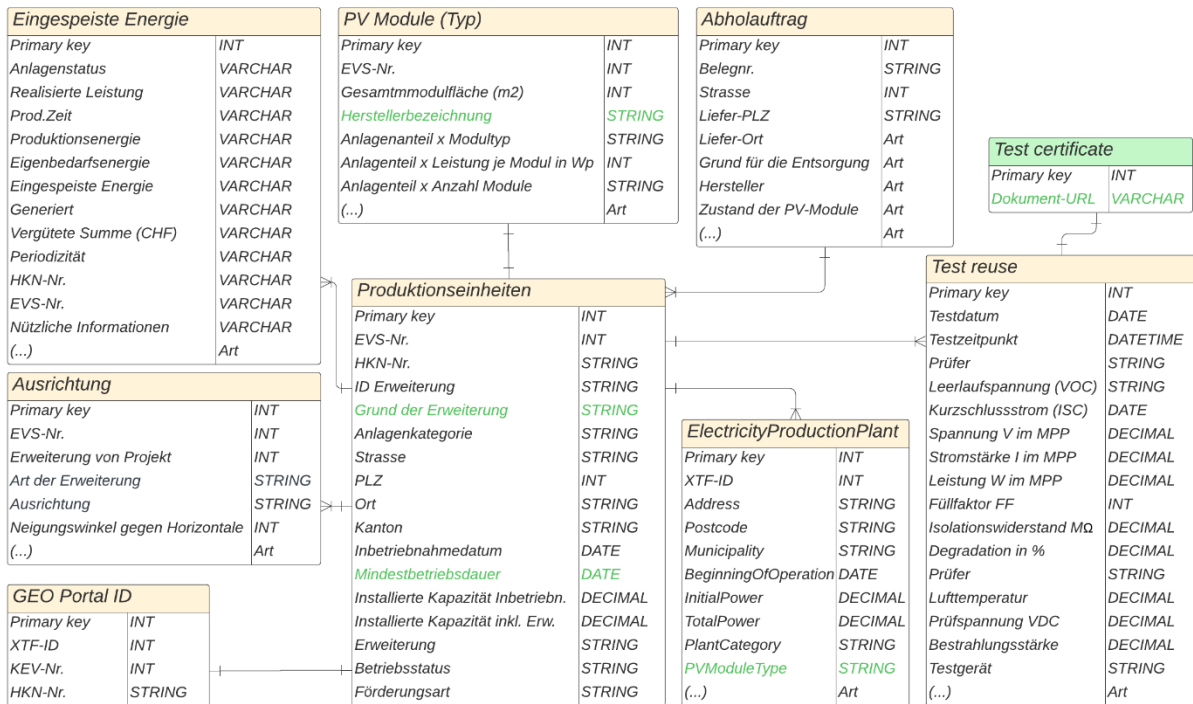 Eingespeiste Energie
Primary key INT
Anlagenstatus VARCHAR
Realisierte Leistung VARCHAR
Prod.Zeit VARCHAR
Produktionsenergie VARCHAR
Eigenbedarfsenergie VARCHAR
Eingespeiste Energie VARCHAR
Generiert VARCHAR
Vergütete Summe (CHF) VARCHAR
Periodizität VARCHAR
HKN-Nr. VARCHAR
EVS-Nr. VARCHAR
Nützliche Informationen VARCHAR
(...) Art
PV Module (Typ)
Primary key INT
EVS-Nr. INT
Gesamtmmodulfläche (m2) INT
Herstellerbezeichnung STRING
Anlagenanteil x Modultyp STRING
Anlagenteil x Leistung je Modul in Wp INT
Anlagenteil x Anzahl Module STRING
(...) Art
Abholauftrag
Primary key INT
Belegnr. STRING
Strasse INT
Liefer-PLZ STRING
Liefer-Ort Art
Grund für die Entsorgung Art
Hersteller Art
Zustand der PV-Module Art
(...) Art
Test certificate
Primary key INT
Dokument-URL VARCHAR
Ausrichtung
Primary key INT
EVS-Nr. INT
Erweiterung von Projekt INT
Art der Erweiterung STRING
Ausrichtung STRING
Neigungswinkel gegen Horizontale INT
(...) Art
GEO Portal ID
Primary key INT
XTF-ID INT
KEV-Nr. INT
HKN-Nr. STRING
Produktionseinheiten
Primary key INT
EVS-Nr. INT
HKN-Nr. STRING
ID Erweiterung STRING
Grund der Erweiterung STRING
Anlagenkategorie STRING
Strasse STRING
PLZ INT
Ort STRING
Kanton STRING
Inbetriebnahmedatum DATE
Mindestbetriebsdauer DATE
Installierte Kapazität Inbetriebn. DECIMAL
Installierte Kapazität inkl. Erw. DECIMAL
Erweiterung STRING
Betriebsstatus STRING
Förderungsart STRING
ElectricityProductionPlant
Primary key INT
XTF-ID INT
Address STRING
Postcode STRING
Municipality STRING
BeginningOfOperation DATE
InitialPower DECIMAL
TotalPower DECIMAL
PlantCategory STRING
PVModuleType STRING
(...) Art
Test reuse
Primary key INT
Testdatum DATE
Testzeitpunkt DATETIME
Prüfer STRING
Leerlaufspannung (VOC) STRING
Kurzschlussstrom (ISC) DATE
Spannung V im MPP DECIMAL
Stromstärke I im MPP DECIMAL
Leistung W im MPP DECIMAL
Füllfaktor FF INT
Isolationswiderstand MΩ DECIMAL
Degradation in % DECIMAL
Prüfer STRING
Lufttemperatur DECIMAL
Prüfspannung VDC DECIMAL
Bestrahlungsstärke DECIMAL
Testgerät STRING
(...) Art